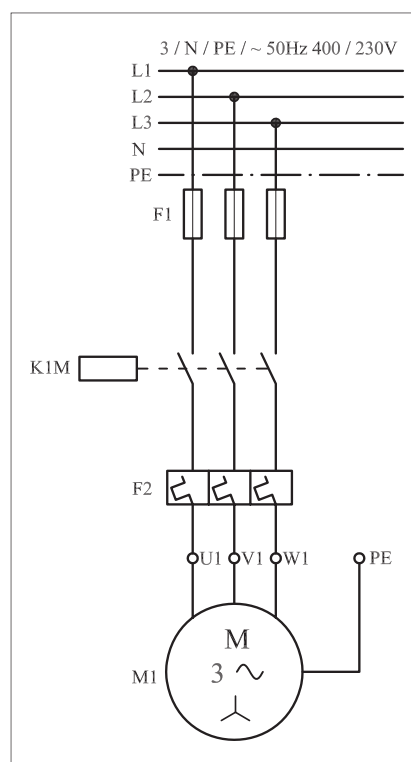 3 / N / PE / ~ 50Hz 400 / 230V
L1
L2
L3
N
PE
F1
K1M
F2
U1 V1 W1 PE
M
M1 3 ~